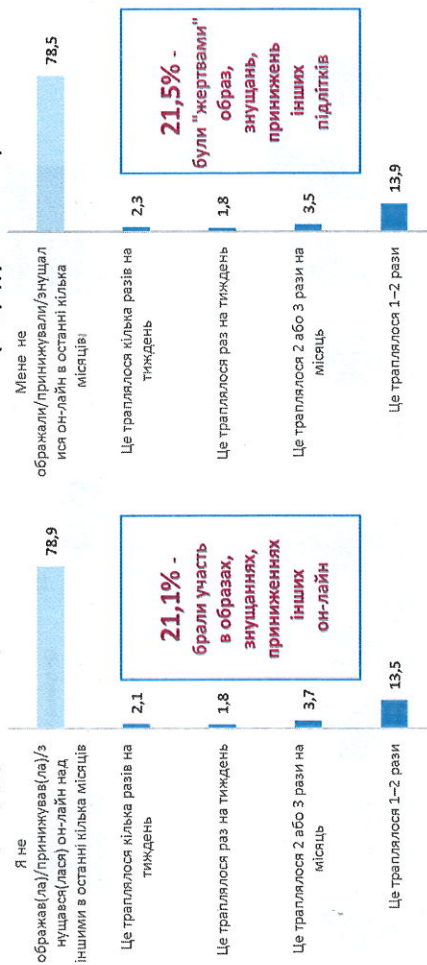 Я не
ображав(ла)/принижував(ла)/з
нущався(лася) он-лайн над
іншими в останні кілька місяців
78,9
Це траплялося кілька разів на
тиждень
2,1
Це траплялося раз на тиждень
1,8
Це траплялося 2 або 3 рази на
місяць
3,7
Це траплялося 1–2 рази
13,5
21,1% -
брали участь
в образах,
знущаннях,
приниженнях
інших
он-лайн
Мене не
ображали/принижували/знущал
ися он-лайн в останні кілька
місяців
78,5
Це траплялося кілька разів на
тиждень
2,3
Це траплялося раз на тиждень
1,8
Це траплялося 2 або 3 рази на
місяць
3,5
Це траплялося 1–2 рази
13,9
21,5% -
були "жертвами"
образ,
знущань,
принижень
інших
підлітків